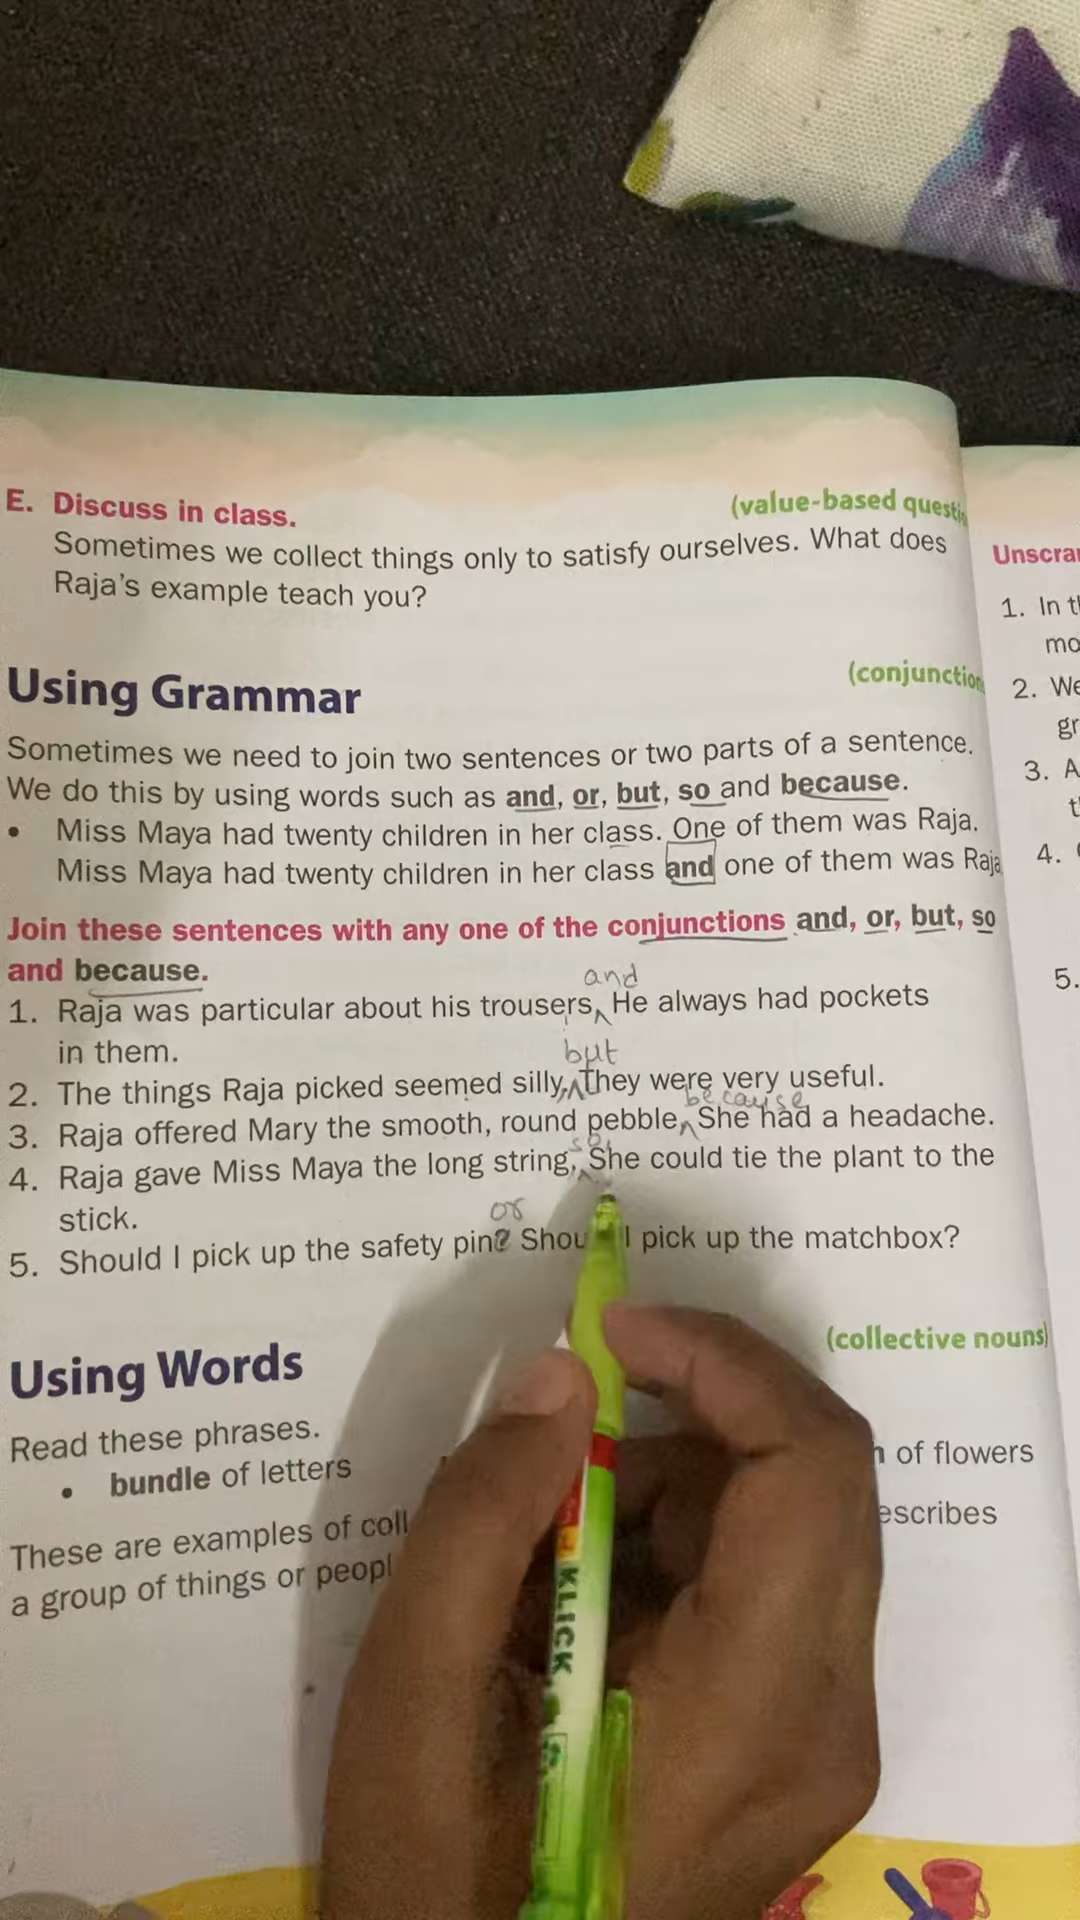 E. Discuss in class. (value-based questi
Sometimes we collect things only to satisfy ourselves. What does
Raja's example teach you?
Using Grammar (conjunction
Sometimes we need to join two sentences or two parts of a sentence.
We do this by using words such as and, or, but, so and because.
• Miss Maya had twenty children in her class. One of them was Raja.
Miss Maya had twenty children in her class and one of them was Raja
Join these sentences with any one of the conjunctions and, or, but, so
and because.
and
1. Raja was particular about his trousers, He always had pockets
in them.
but
2. The things Raja picked seemed silly, They were very useful.
because
3. Raja offered Mary the smooth, round pebble, She had a headache.
so
4. Raja gave Miss Maya the long string, She could tie the plant to the
stick.
or
5. Should I pick up the safety pin? Shou I pick up the matchbox?
Using Words (collective nouns)
Read these phrases.
• bundle of letters
of flowers
These are examples of coll
escribes
a group of things or peopl
KLICK
Unscra
1. In t
mo
2. We
gr
3. A
t
4.
5.